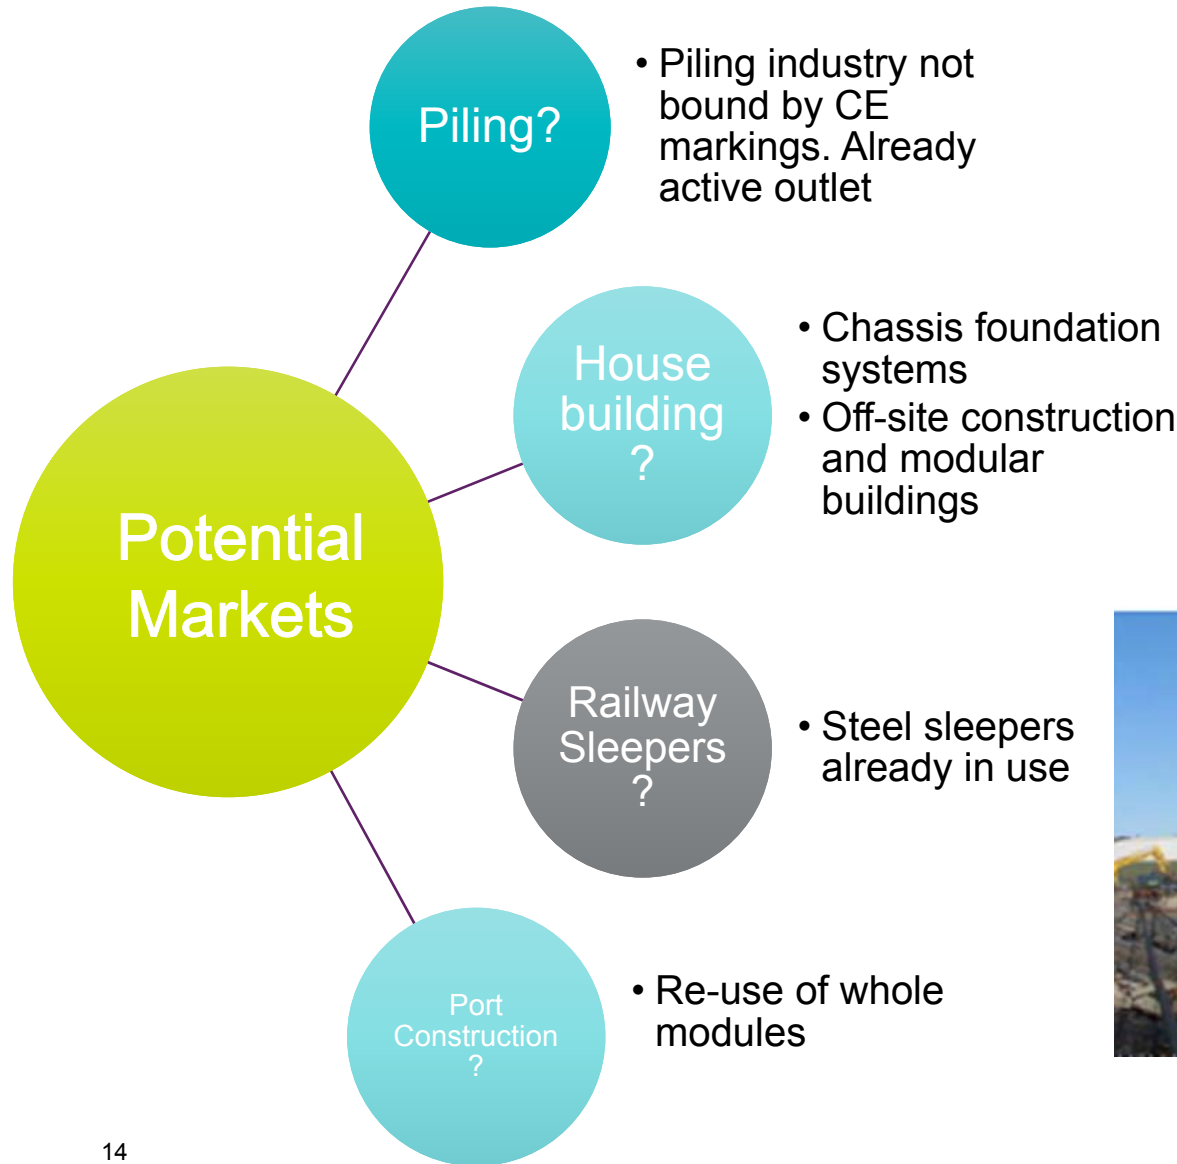 Piling?
• Piling industry not
bound by CE
markings. Already
active outlet
House
building
?
• Chassis foundation
systems
• Off-site construction
and modular
buildings
Potential
Markets
Railway
Sleepers
?
• Steel sleepers
already in use
Port
Construction
?
• Re-use of whole
modules
14